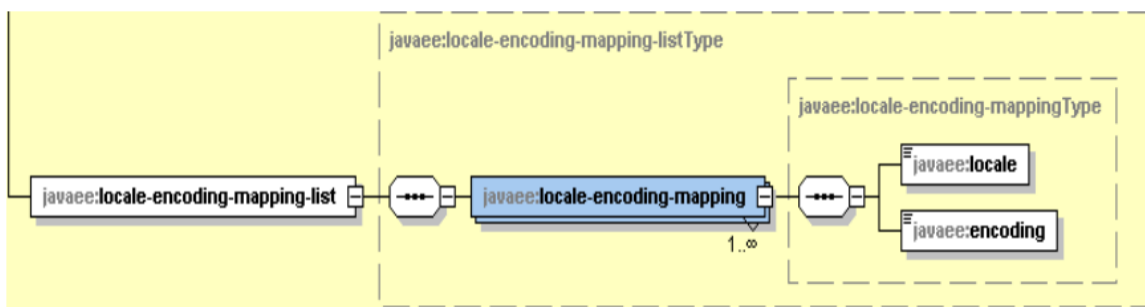 javaee:locale-encoding-mapping-listType
javaee:locale-encoding-mappingType
javaee:locale
javaee:locale-encoding-mapping-list
javaee:locale-encoding-mapping
javaee:encoding
1..∞